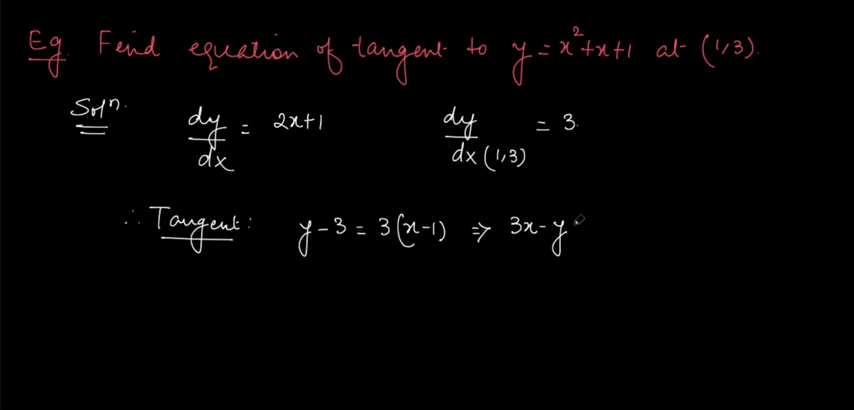 Eg. Find equation of tangent to y = x² + x + 1 at (1,3).
Solⁿ. dy/dx = 2x+1 dy/dx (1,3) = 3.
∴ Tangent: y - 3 = 3(x-1) ⇒ 3x - y